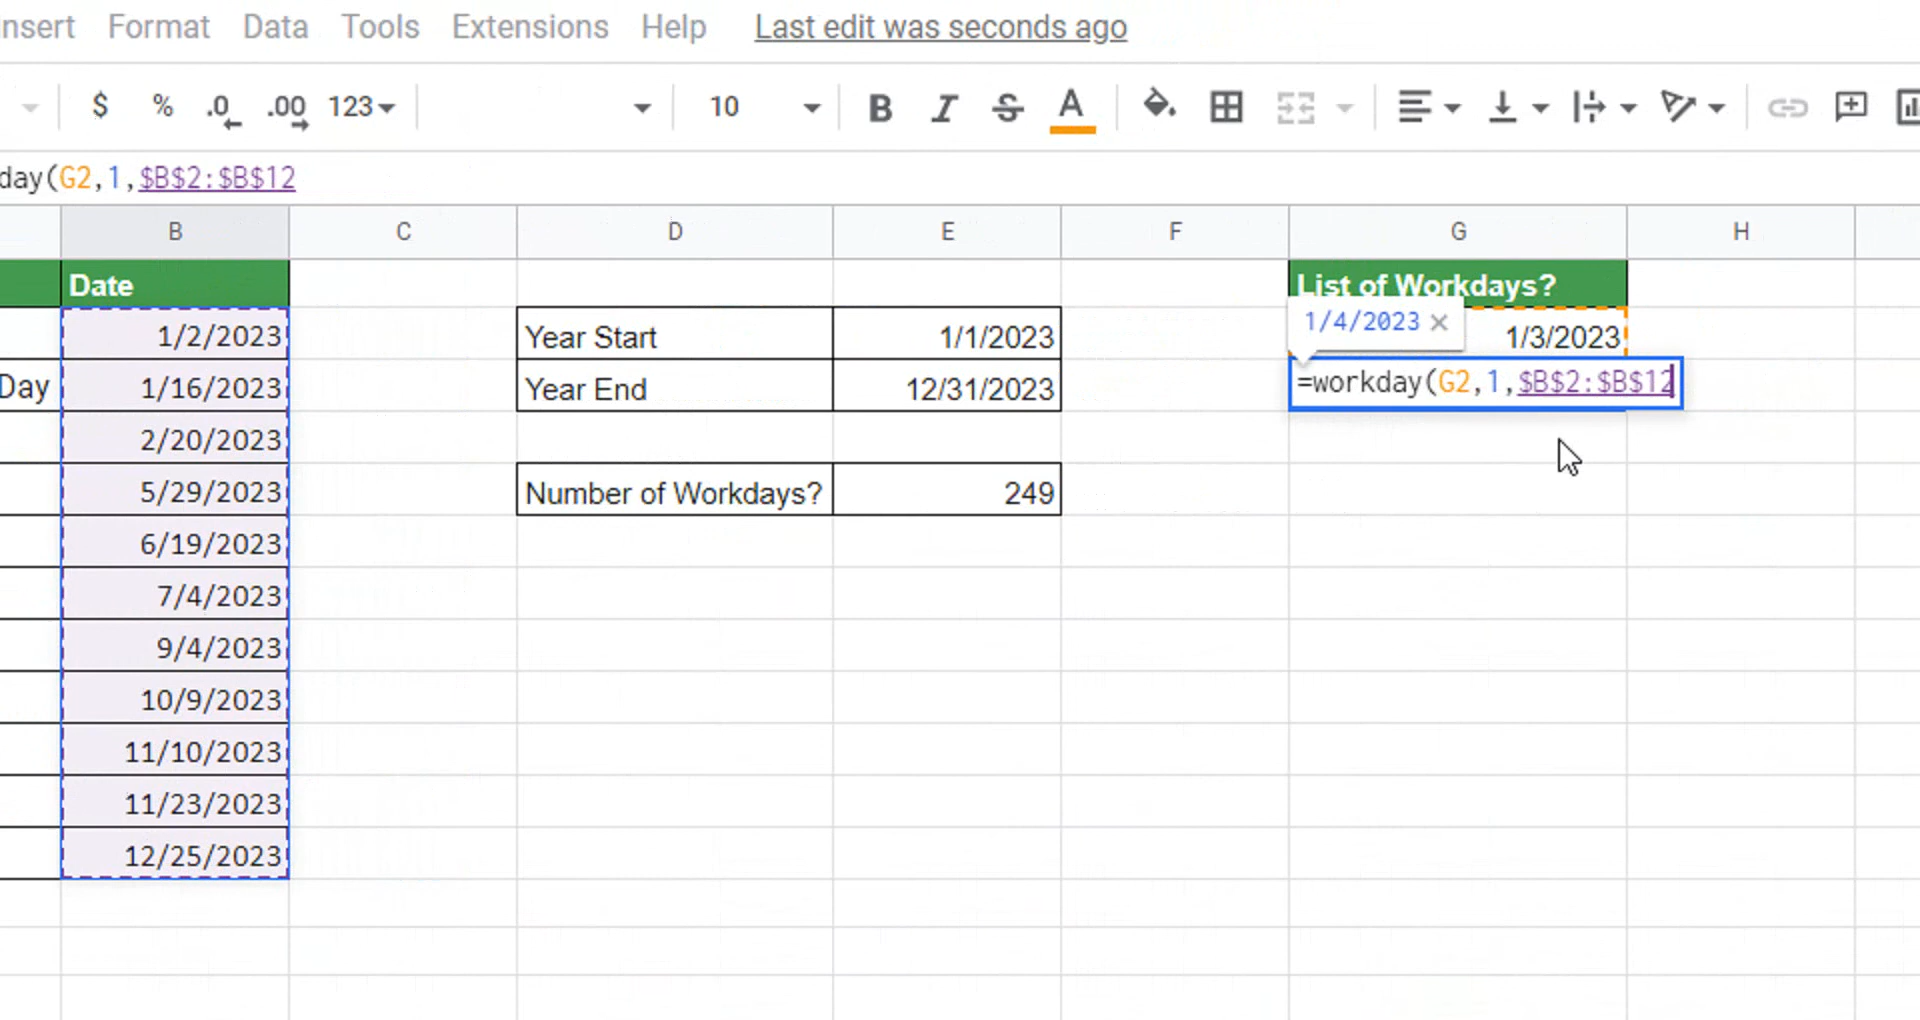 nsert Format Data Tools Extensions Help Last edit was seconds ago
$ % .0 .00 123 10 B I S A
day(G2,1,$B$2:$B$12
B C D E F G H
Date List of Workdays?
1/2/2023 Year Start 1/1/2023 1/4/2023 × 1/3/2023
Day 1/16/2023 Year End 12/31/2023 =workday(G2,1,$B$2:$B$12
2/20/2023
5/29/2023 Number of Workdays? 249
6/19/2023
7/4/2023
9/4/2023
10/9/2023
11/10/2023
11/23/2023
12/25/2023